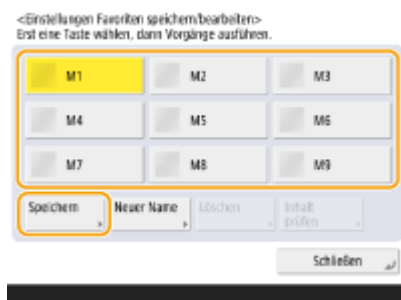 <Einstellungen Favoriten speichern/bearbeiten>
Erst eine Taste wählen, dann Vorgänge ausführen.
M1 M2 M3
M4 M5 M6
M7 M8 M9
Speichern Neuer Name Löschen Inhalt
prüfen
Schließen